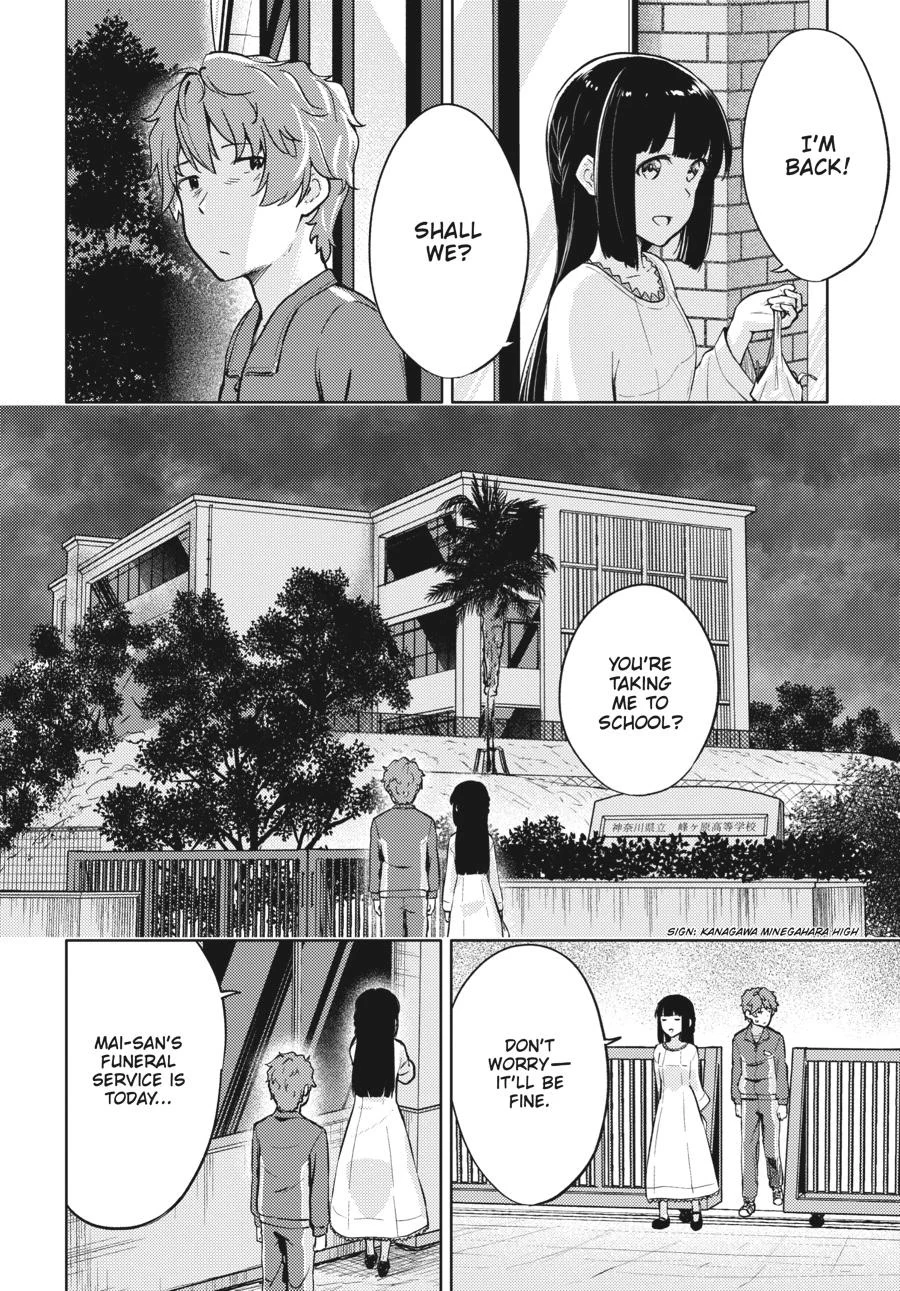 I'M
BACK!
SHALL
WE?
YOU'RE
TAKING
ME TO
SCHOOL?
神奈川県立 峰ヶ原高等学校
SIGN: KANAGAWA MINEGAHARA HIGH
DON'T
WORRY—
IT'LL BE
FINE.
MAI-SAN'S
FUNERAL
SERVICE IS
TODAY...